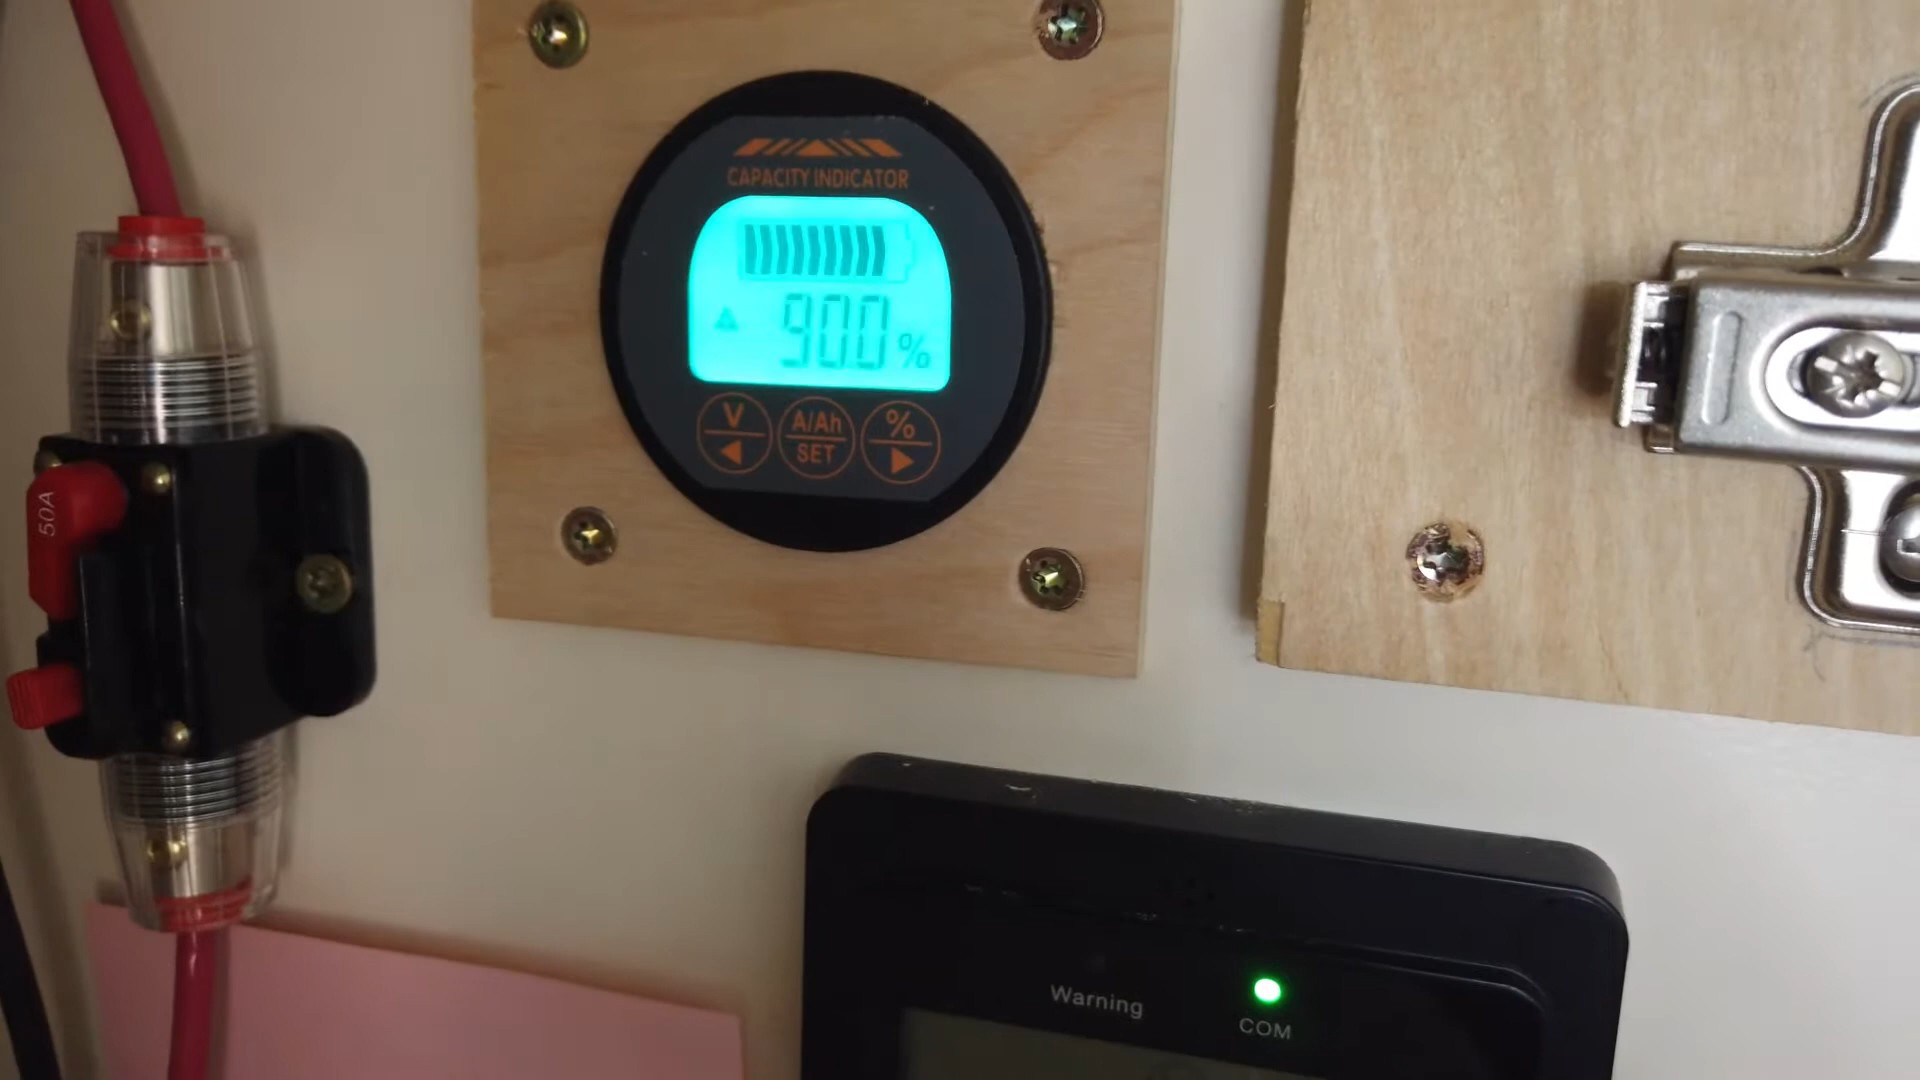 CAPACITY INDICATOR
900 %
V
A/Ah
SET
%
50A
Warning
COM